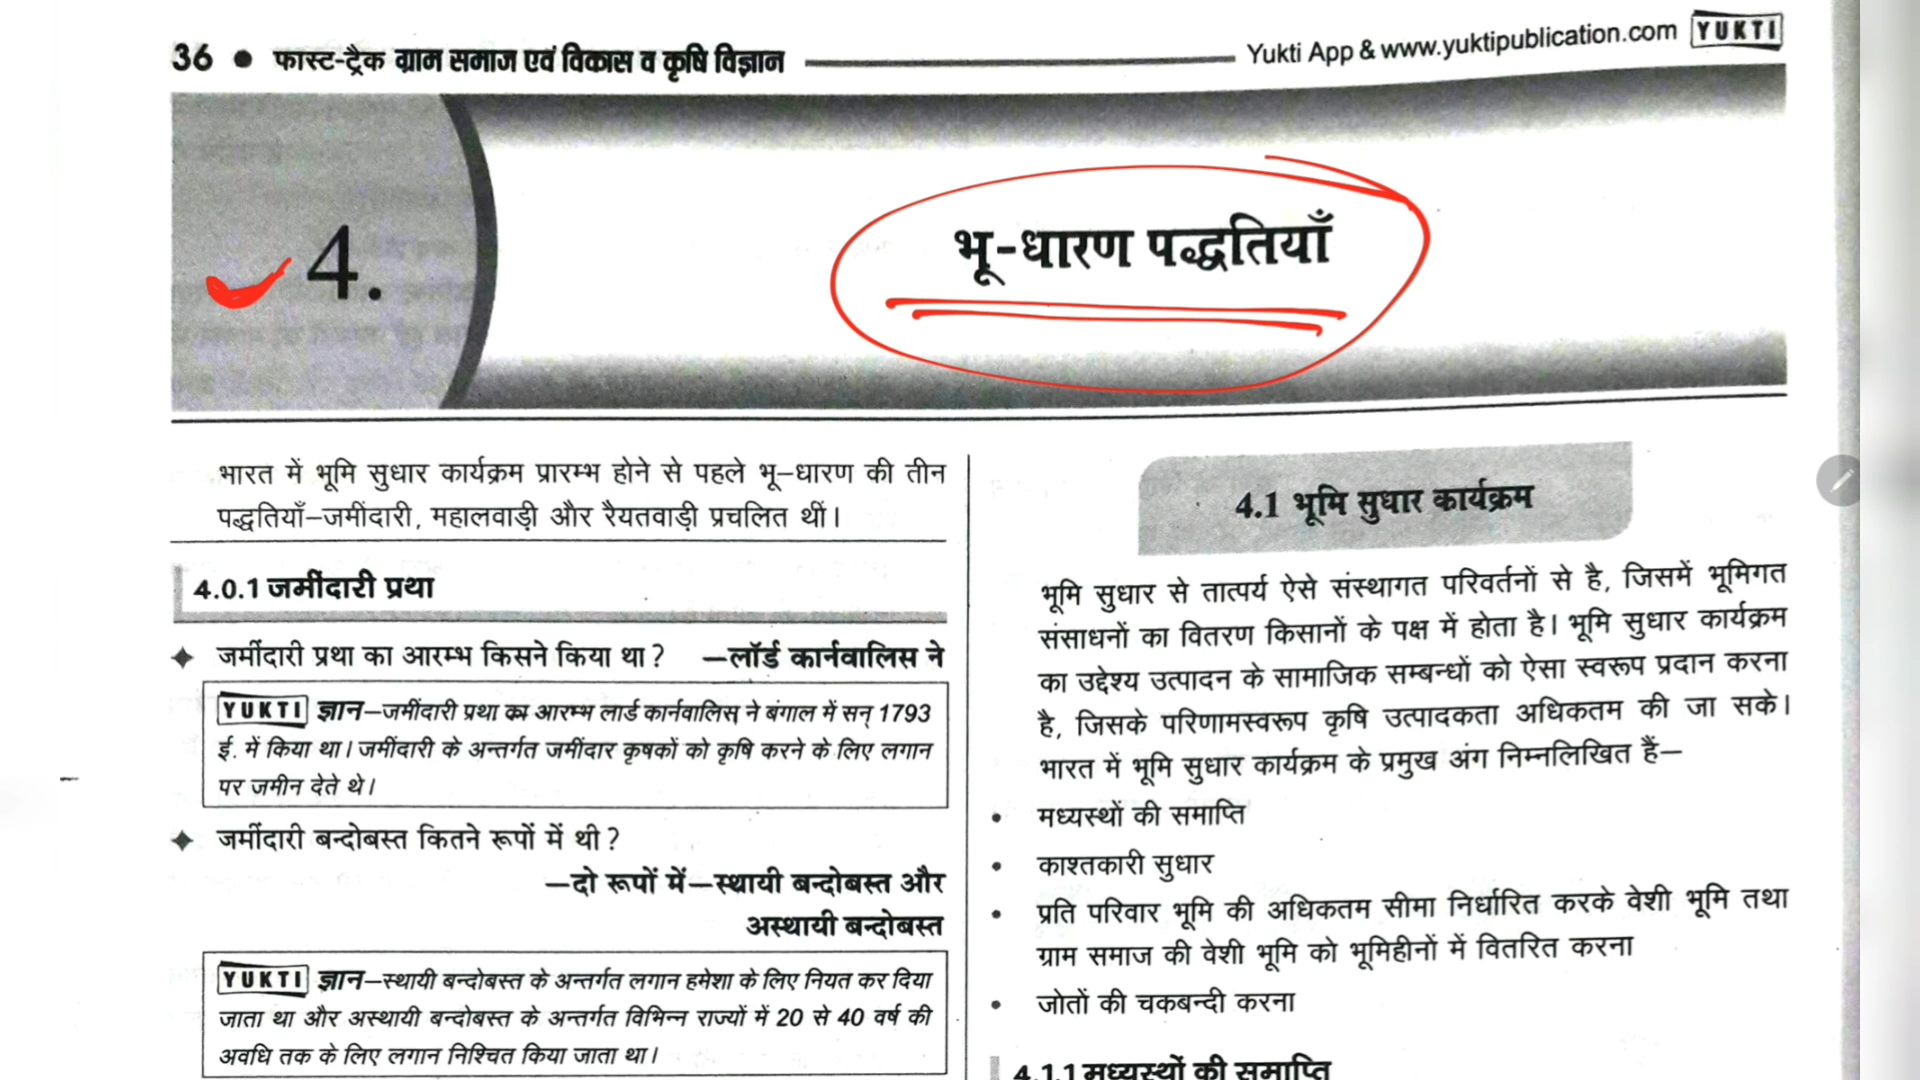 36 ● फास्ट-ट्रैक ग्राम समाज एवं विकास व कृषि विज्ञान
Yukti App & www.yuktipublication.com YUKTI
4.
भू-धारण पद्धतियाँ
भारत में भूमि सुधार कार्यक्रम प्रारम्भ होने से पहले भू-धारण की तीन
पद्धतियाँ–जमींदारी, महालवाड़ी और रैयतवाड़ी प्रचलित थीं।
4.0.1 जमींदारी प्रथा
✦ जमींदारी प्रथा का आरम्भ किसने किया था? —लॉर्ड कार्नवालिस ने
YUKTI ज्ञान–जमींदारी प्रथा का आरम्भ लार्ड कार्नवालिस ने बंगाल में सन् 1793
ई. में किया था। जमींदारी के अन्तर्गत जमींदार कृषकों को कृषि करने के लिए लगान
पर जमीन देते थे।
✦ जमींदारी बन्दोबस्त कितने रूपों में थी?
—दो रूपों में—स्थायी बन्दोबस्त और
अस्थायी बन्दोबस्त
YUKTI ज्ञान–स्थायी बन्दोबस्त के अन्तर्गत लगान हमेशा के लिए नियत कर दिया
जाता था और अस्थायी बन्दोबस्त के अन्तर्गत विभिन्न राज्यों में 20 से 40 वर्ष की
अवधि तक के लिए लगान निश्चित किया जाता था।
4.1 भूमि सुधार कार्यक्रम
भूमि सुधार से तात्पर्य ऐसे संस्थागत परिवर्तनों से है, जिसमें भूमिगत
संसाधनों का वितरण किसानों के पक्ष में होता है। भूमि सुधार कार्यक्रम
का उद्देश्य उत्पादन के सामाजिक सम्बन्धों को ऐसा स्वरूप प्रदान करना
है, जिसके परिणामस्वरूप कृषि उत्पादकता अधिकतम की जा सके।
भारत में भूमि सुधार कार्यक्रम के प्रमुख अंग निम्नलिखित हैं—
• मध्यस्थों की समाप्ति
• काश्तकारी सुधार
• प्रति परिवार भूमि की अधिकतम सीमा निर्धारित करके वेशी भूमि तथा
ग्राम समाज की वेशी भूमि को भूमिहीनों में वितरित करना
• जोतों की चकबन्दी करना
4.1.1 मध्यस्थों की समाप्ति